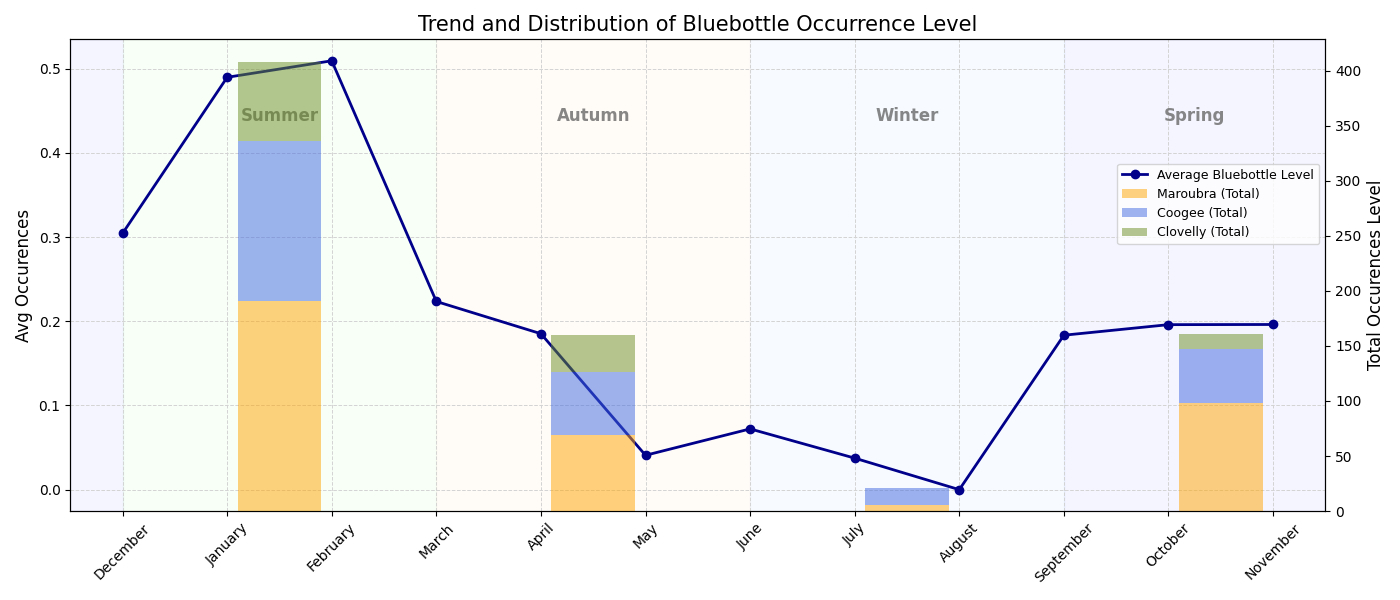 Trend and Distribution of Bluebottle Occurrence Level
Avg Occurences
0.5
0.4
0.3
0.2
0.1
0.0
Summer
Autumn
Winter
Spring
Average Bluebottle Level
Maroubra (Total)
Coogee (Total)
Clovelly (Total)
400
350
300
250
200
150
100
50
0
Total Occurences Level
December
January
February
March
April
May
June
July
August
September
October
November